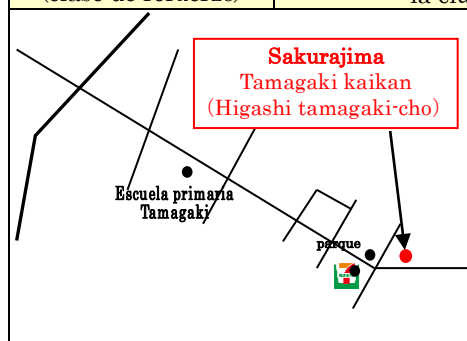 Sakurajima
Tamagaki kaikan
(Higashi tamagaki-cho)
Escuela primaria
Tamagaki
parque